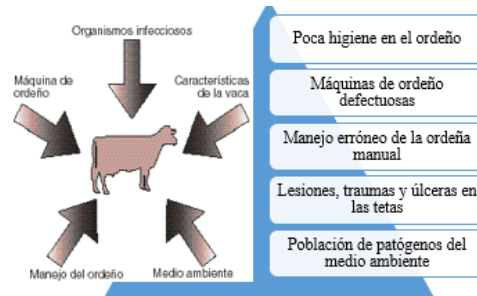 Organismos infecciosos
Máquina de
ordeño
Características
de la vaca
Manejo del ordeño
Medio ambiente
Poca higiene en el ordeño
Máquinas de ordeño
defectuosas
Manejo erróneo de la ordeña
manual
Lesiones, traumas y úlceras en
las tetas
Población de patógenos del
medio ambiente